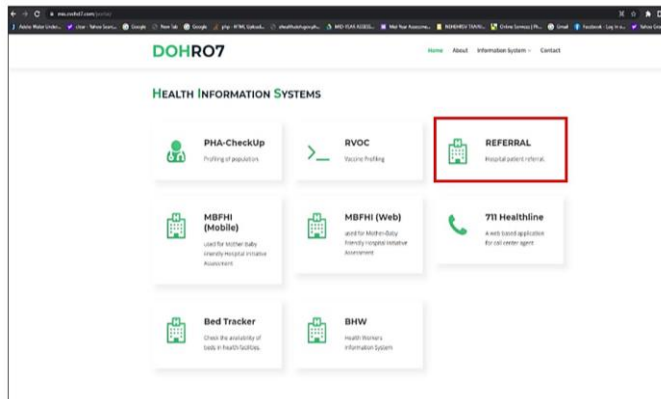 DOHRO7
Home About Information System Contact
HEALTH INFORMATION SYSTEMS
PHA-CheckUp
Profiling of population.
RVOC
Vaccine Profiling
REFERRAL
Hospital patient referral.
MBFHI
(Mobile)
used for Mother-Baby
Friendly Hospital Initiative
Assessment
MBFHI (Web)
used for Mother-Baby
Friendly Hospital Initiative
Assessment
711 Healthline
A web based application
for call center agent
Bed Tracker
Check the availability of
beds in health facilities.
BHW
Health Workers
Information System